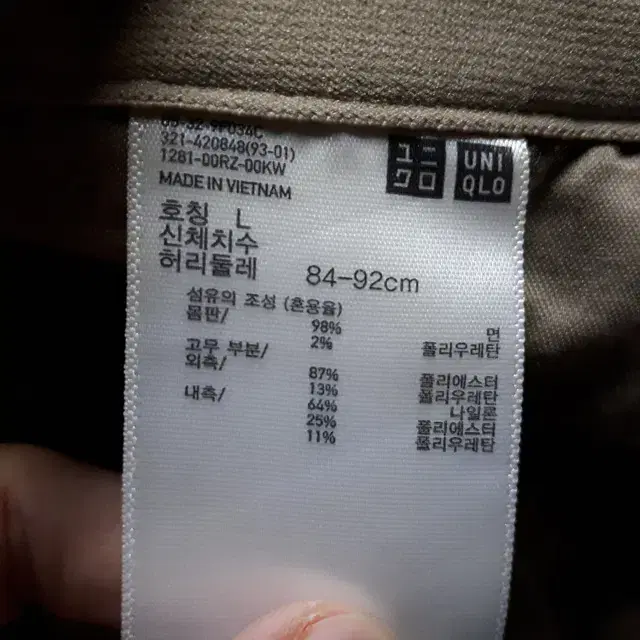 321-420848(93-01)
1281-00RZ-00KW
MADE IN VIETNAM
ユニ
クロ
UNI
QLO
호칭 L
신체치수
허리둘레 84-92cm
섬유의 조성 (혼용율)
몸판/ 98% 면
2% 폴리우레탄
고무 부분/
외측/ 87% 폴리에스터
13% 폴리우레탄
내측/ 64% 나일론
25% 폴리에스터
11% 폴리우레탄